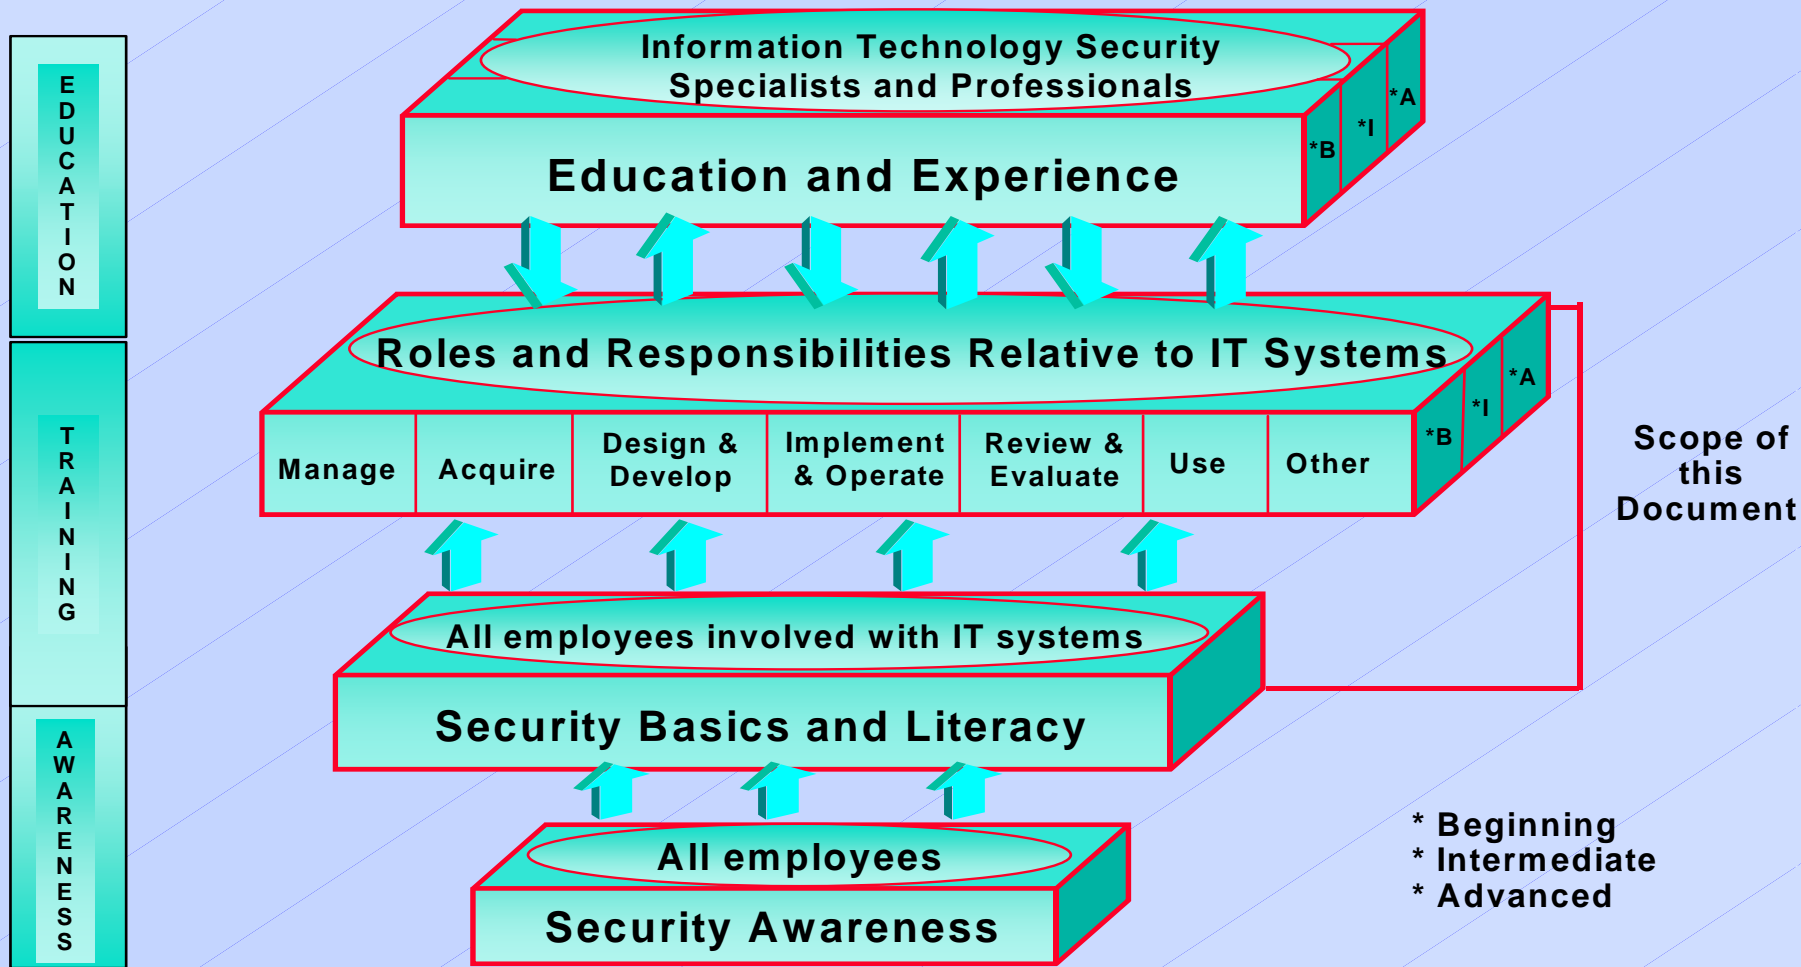 EDUCATION
Information Technology Security
Specialists and Professionals
*A
*I
*B
Education and Experience
TRAINING
Roles and Responsibilities Relative to IT Systems
*A
*I
*B
Manage
Acquire
Design &
Develop
Implement
& Operate
Review &
Evaluate
Use
Other
Scope of
this
Document
All employees involved with IT systems
Security Basics and Literacy
AWARENESS
All employees
Security Awareness
* Beginning
* Intermediate
* Advanced